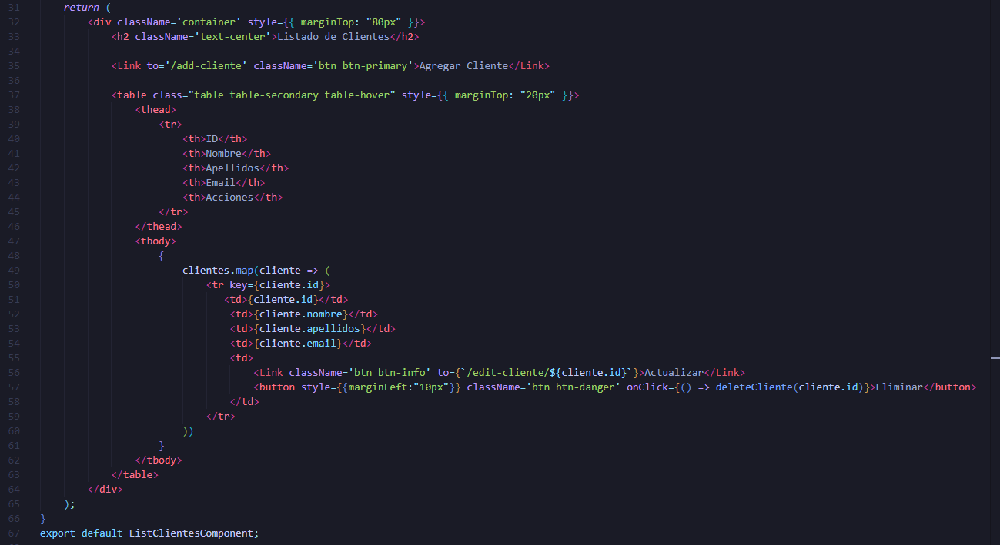 31 return (
32 <div className='container' style={{ marginTop: "80px" }}>
33 <h2 className='text-center'>Listado de Clientes</h2>
34
35 <Link to='/add-cliente' className='btn btn-primary'>Agregar Cliente</Link>
36
37 <table class="table table-secondary table-hover" style={{ marginTop: "20px" }}>
38 <thead>
39 <tr>
40 <th>ID</th>
41 <th>Nombre</th>
42 <th>Apellidos</th>
43 <th>Email</th>
44 <th>Acciones</th>
45 </tr>
46 </thead>
47 <tbody>
48 {
49 clientes.map(cliente => (
50 <tr key={cliente.id}>
51 <td>{cliente.id}</td>
52 <td>{cliente.nombre}</td>
53 <td>{cliente.apellidos}</td>
54 <td>{cliente.email}</td>
55 <td>
56 <Link className='btn btn-info' to={`/edit-cliente/${cliente.id}`}>Actualizar</Link>
57 <button style={{marginLeft:"10px"}} className='btn btn-danger' onClick={() => deleteCliente(cliente.id)}>Eliminar</button>
58 </td>
59 </tr>
60 ))
61 }
62 </tbody>
63 </table>
64 </div>
65 );
66 }
67 export default ListClientesComponent;